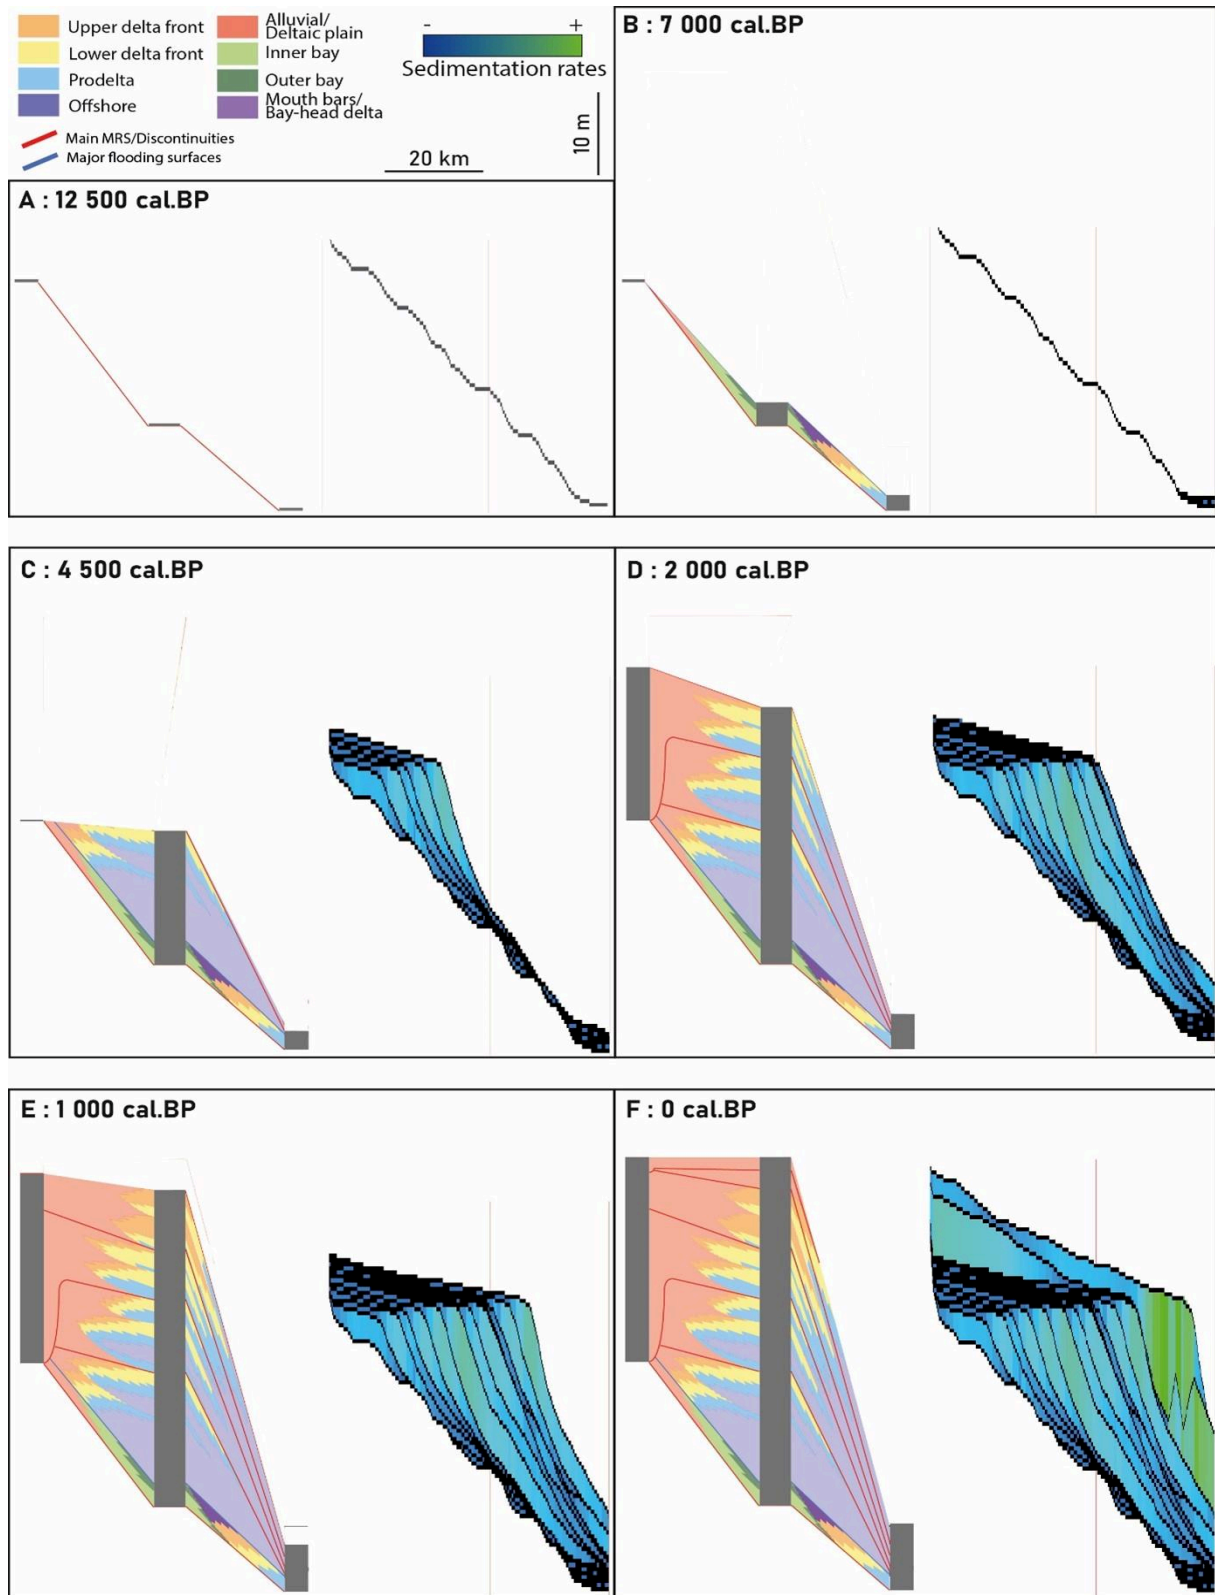 Upper delta front
Lower delta front
Prodelta
Offshore
Alluvial/
Deltaic plain
Inner bay
Outer bay
Mouth bars/
Bay-head delta
Main MRS/Discontinuities
Major flooding surfaces
- +
Sedimentation rates
20 km
10 m
A : 12 500 cal.BP
B : 7 000 cal.BP
C : 4 500 cal.BP
D : 2 000 cal.BP
E : 1 000 cal.BP
F : 0 cal.BP